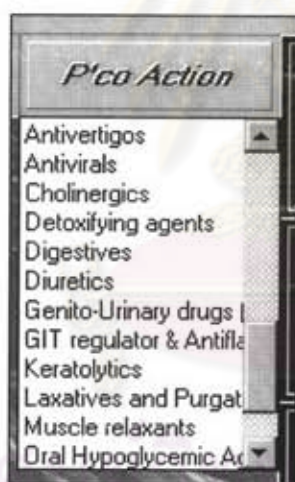 P'co Action
Antivertigos
Antivirals
Cholinergics
Detoxifying agents
Digestives
Diuretics
Genito-Urinary drugs
GIT regulator & Antifla
Keratolytics
Laxatives and Purgat
Muscle relaxants
Oral Hypoglycemic Ac